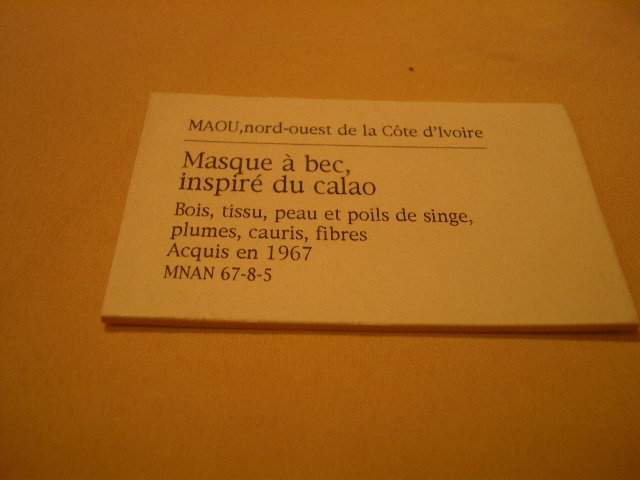 MAOU,nord-ouest de la Côte d'Ivoire
Masque à bec,
inspiré du calao
Bois, tissu, peau et poils de singe,
plumes, cauris, fibres
Acquis en 1967
MNAN 67-8-5